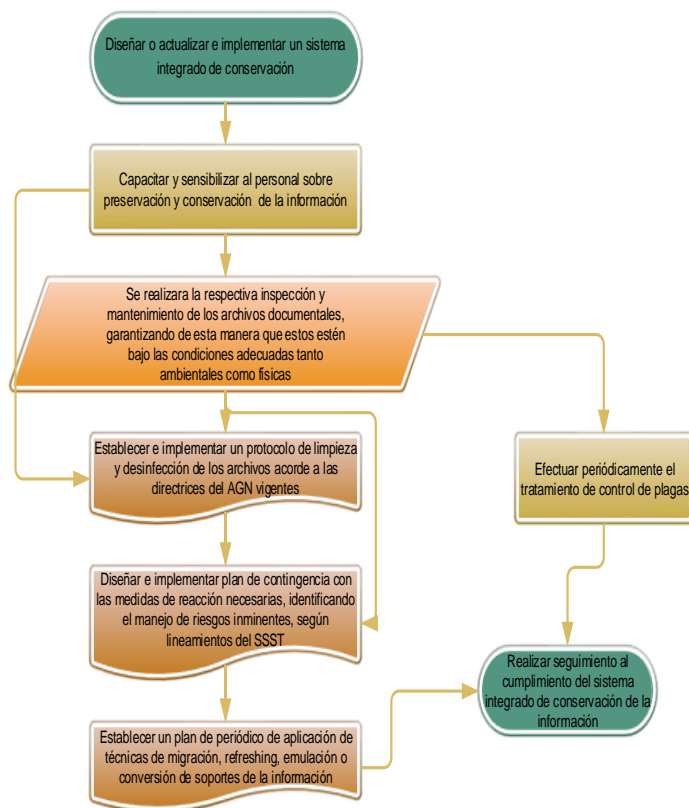 Diseñar o actualizar e implementar un sistema
integrado de conservación
Capacitar y sensibilizar al personal sobre
preservación y conservación de la información
Se realizara la respectiva inspección y
mantenimiento de los archivos documentales,
garantizando de esta manera que estos estén
bajo las condiciones adecuadas tanto
ambientales como físicas
Establecer e implementar un protocolo de limpieza
y desinfección de los archivos acorde a las
directrices del AGN vigentes
Efectuar periódicamente el
tratamiento de control de plagas
Diseñar e implementar plan de contingencia con
las medidas de reacción necesarias, identificando
el manejo de riesgos inminentes, según
lineamientos del SSST
Realizar seguimiento al
cumplimiento del sistema
integrado de conservación de la
información
Establecer un plan de periódico de aplicación de
técnicas de migración, refreshing, emulación o
conversión de soportes de la información